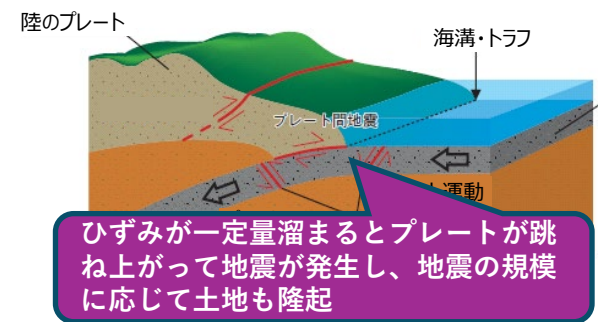 陸のプレート
海溝・トラフ
プレート間地震
運動
ひずみが一定量溜まるとプレートが跳
ね上がって地震が発生し、地震の規模
に応じて土地も隆起